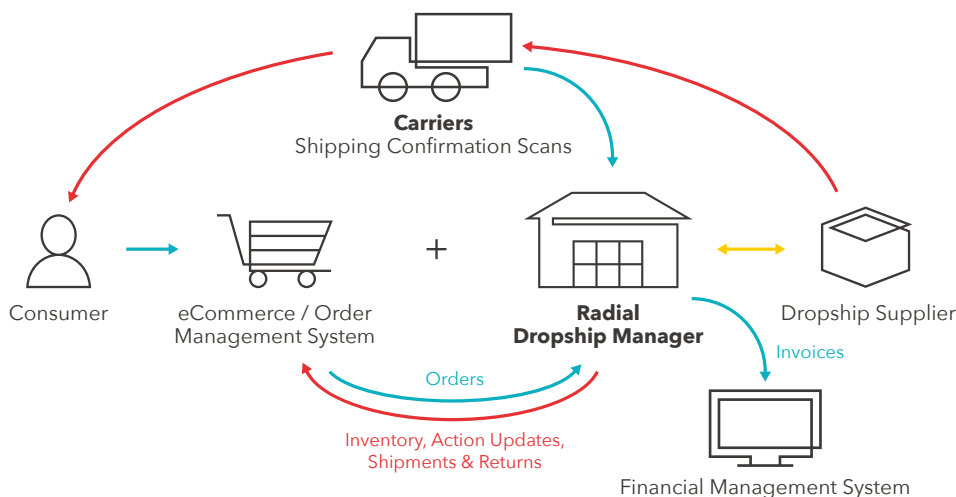 Carriers
Shipping Confirmation Scans
Consumer
eCommerce / Order
Management System
+
Radial
Dropship Manager
Dropship Supplier
Invoices
Orders
Inventory, Action Updates,
Shipments & Returns
Financial Management System